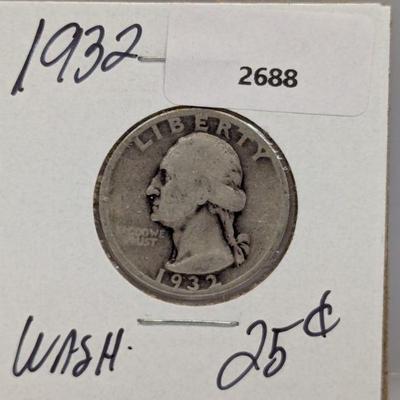 1932-
2688
LIBERTY
IN GOD WE
TRUST
1932
WASH. 25¢